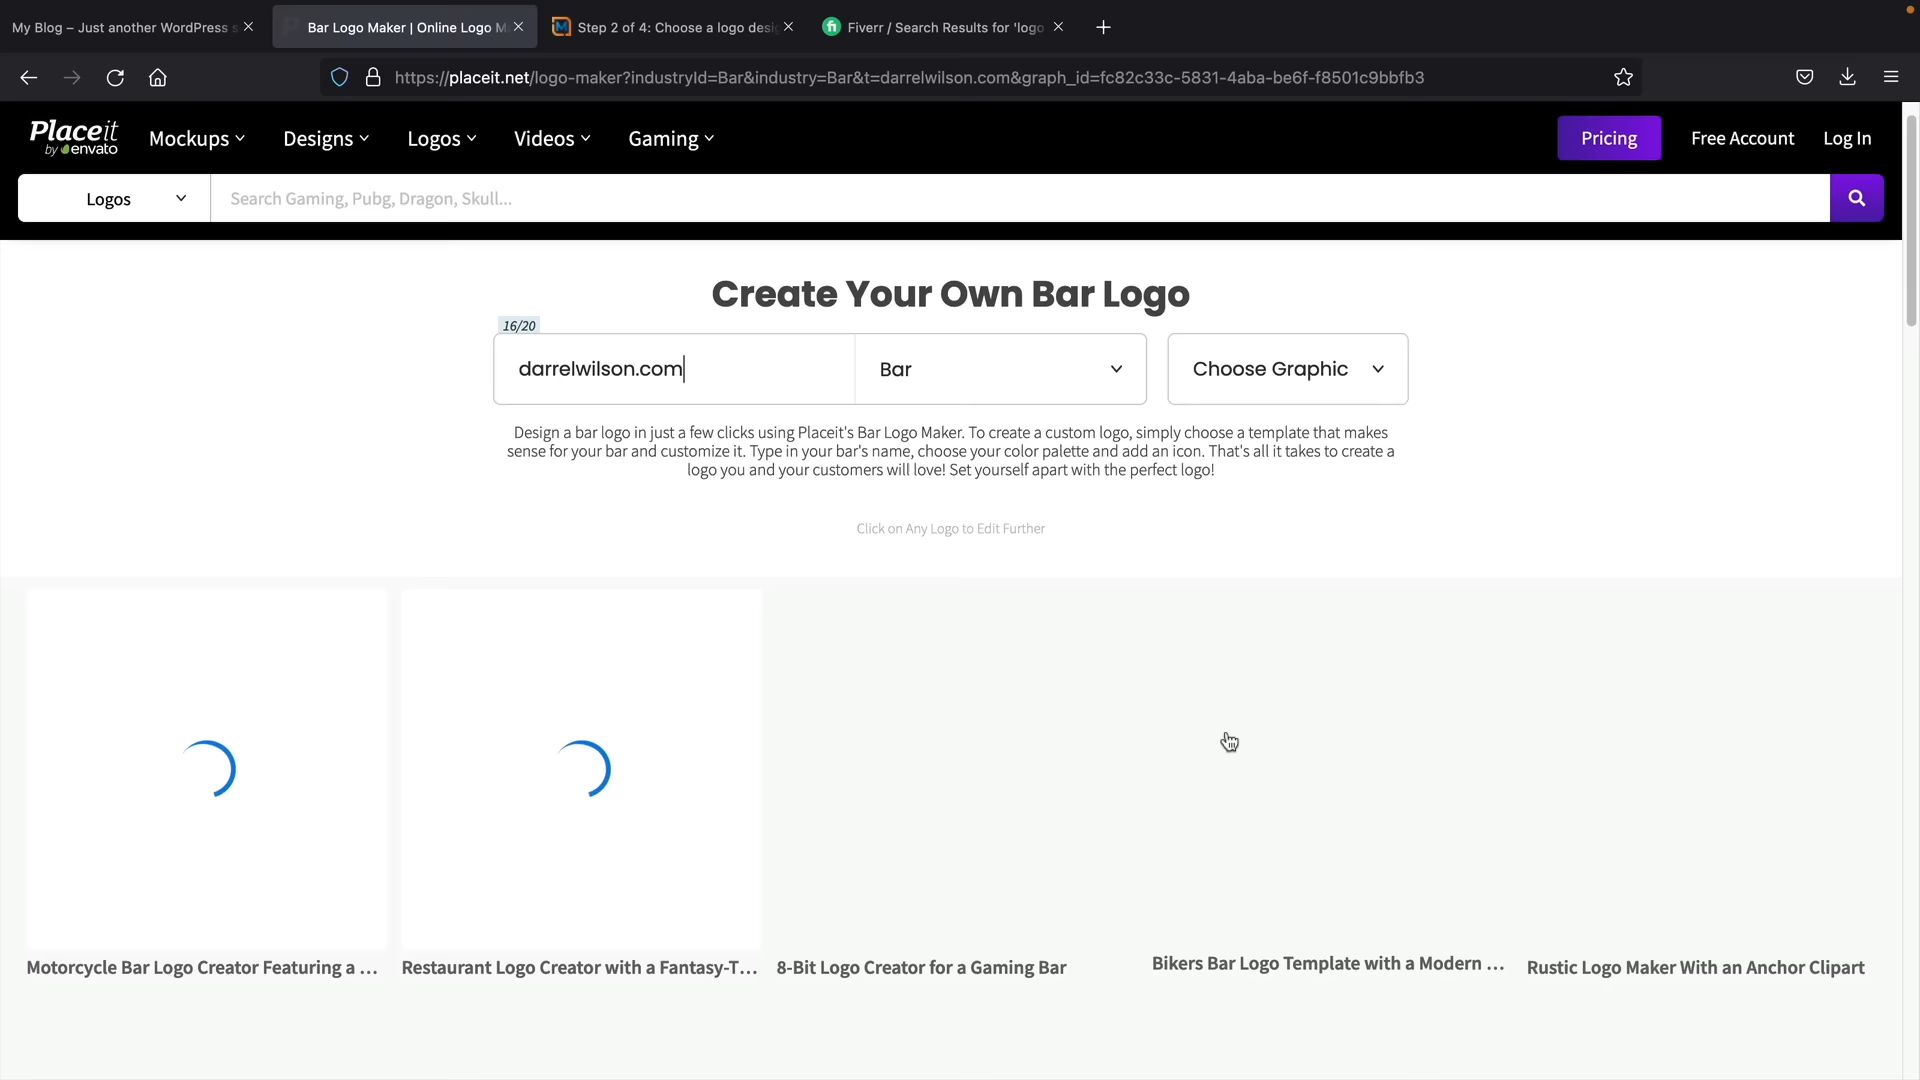 My Blog – Just another WordPress s
Bar Logo Maker | Online Logo M
Step 2 of 4: Choose a logo desi
Fiverr / Search Results for 'logo
https://placeit.net/logo-maker?industryId=Bar&industry=Bar&t=darrelwilson.com&graph_id=fc82c33c-5831-4aba-be6f-f8501c9bbfb3
Placeit
by envato
Mockups
Designs
Logos
Videos
Gaming
Pricing
Free Account
Log In
Logos
Search Gaming, Pubg, Dragon, Skull...
Create Your Own Bar Logo
16/20
darrelwilson.com
Bar
Choose Graphic
Design a bar logo in just a few clicks using Placeit's Bar Logo Maker. To create a custom logo, simply choose a template that makes
sense for your bar and customize it. Type in your bar's name, choose your color palette and add an icon. That's all it takes to create a
logo you and your customers will love! Set yourself apart with the perfect logo!
Click on Any Logo to Edit Further
Motorcycle Bar Logo Creator Featuring a ...
Restaurant Logo Creator with a Fantasy-T...
8-Bit Logo Creator for a Gaming Bar
Bikers Bar Logo Template with a Modern ...
Rustic Logo Maker With an Anchor Clipart